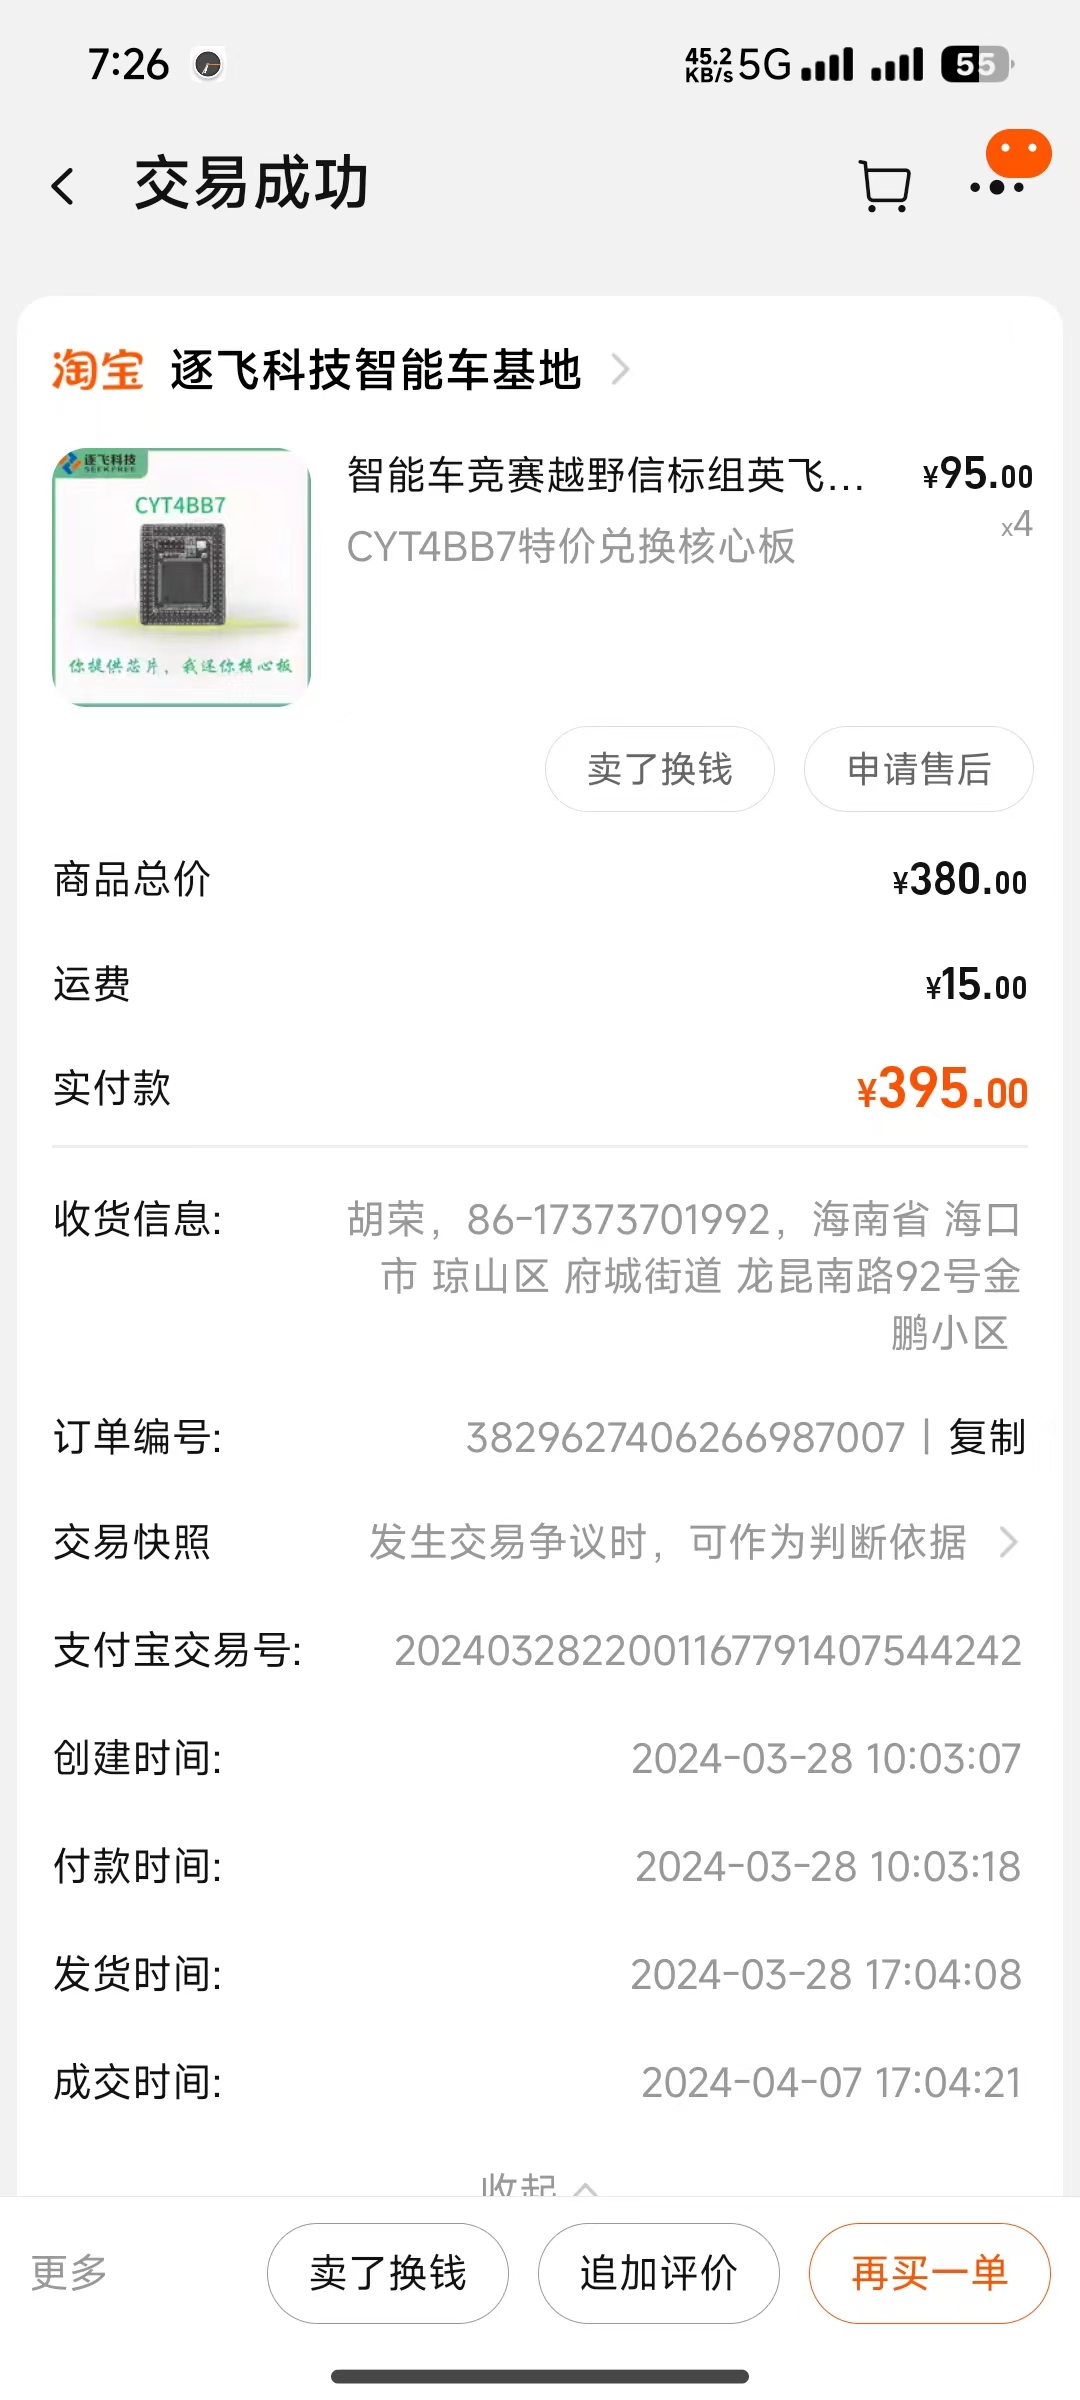 7:26
45.2 KB/s 5G 55
交易成功
淘宝 逐飞科技智能车基地
逐飞科技
SEEKFREE
CYT4BB7
你提供芯片，我送你核心板
智能车竞赛越野信标组英飞... ¥95.00
CYT4BB7特价兑换核心板 x4
卖了换钱 申请售后
商品总价 ¥380.00
运费 ¥15.00
实付款 ¥395.00
收货信息: 胡荣，86-17373701992，海南省 海口
市 琼山区 府城街道 龙昆南路92号金
鹏小区
订单编号: 3829627406266987007 | 复制
交易快照 发生交易争议时，可作为判断依据
支付宝交易号: 2024032822001167791407544242
创建时间: 2024-03-28 10:03:07
付款时间: 2024-03-28 10:03:18
发货时间: 2024-03-28 17:04:08
成交时间: 2024-04-07 17:04:21
收起
更多 卖了换钱 追加评价 再买一单